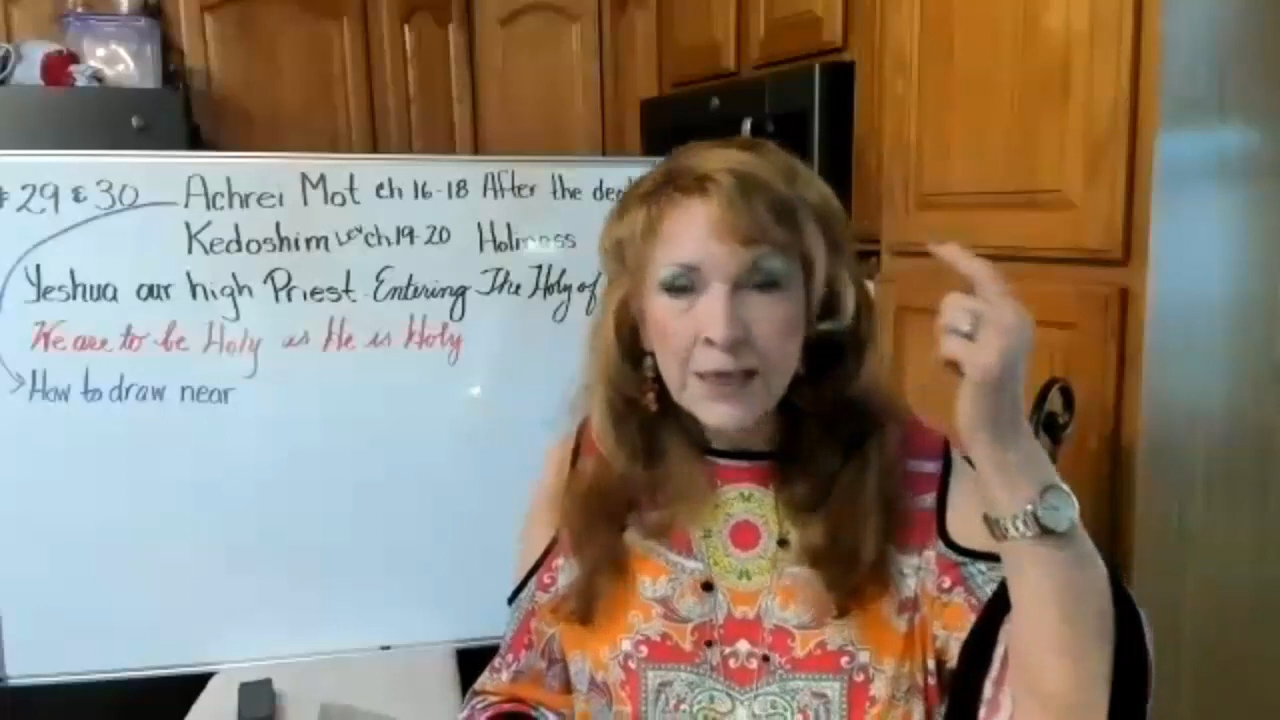 # 29 & 30 Achrei Mot ch 16-18 After the
Kedoshim Lev ch.19-20 Holiness
Yeshua our high Priest. Entering The Holy of
We are to be Holy as He is Holy
How to draw near